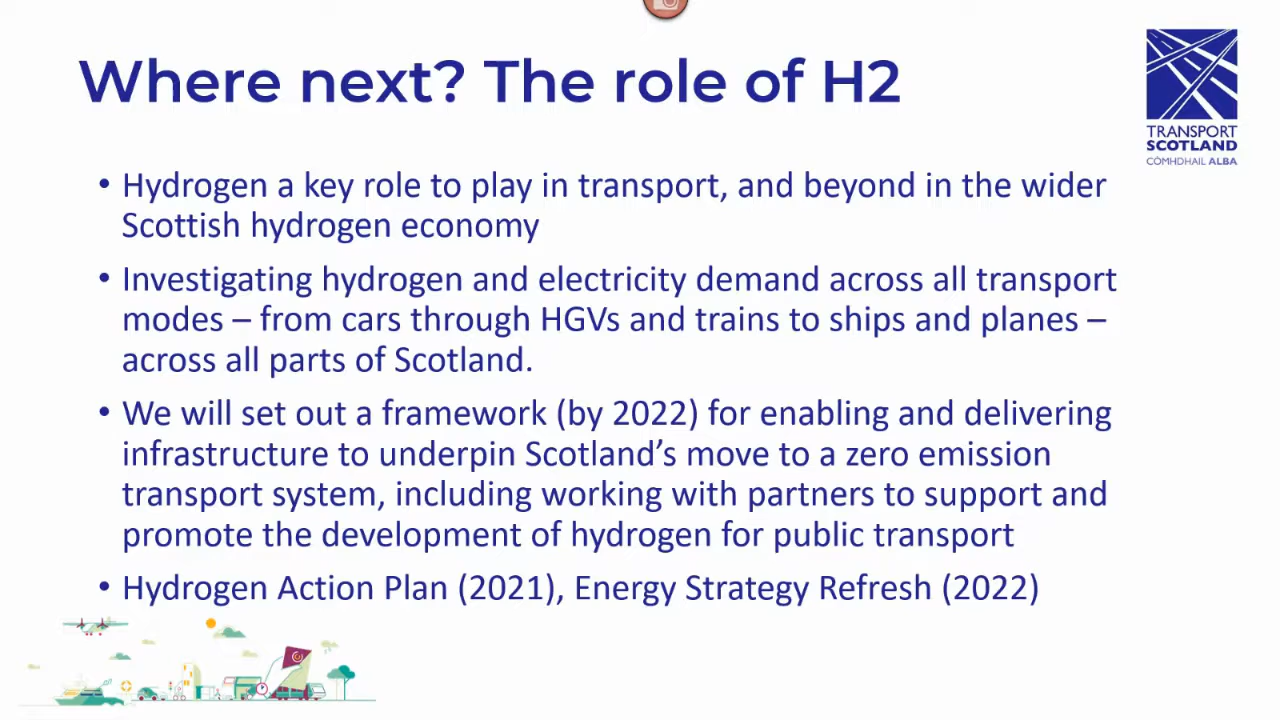 Where next? The role of H2
TRANSPORT
SCOTLAND
CÒMHDHAIL ALBA
• Hydrogen a key role to play in transport, and beyond in the wider
Scottish hydrogen economy
• Investigating hydrogen and electricity demand across all transport
modes – from cars through HGVs and trains to ships and planes –
across all parts of Scotland.
• We will set out a framework (by 2022) for enabling and delivering
infrastructure to underpin Scotland’s move to a zero emission
transport system, including working with partners to support and
promote the development of hydrogen for public transport
• Hydrogen Action Plan (2021), Energy Strategy Refresh (2022)